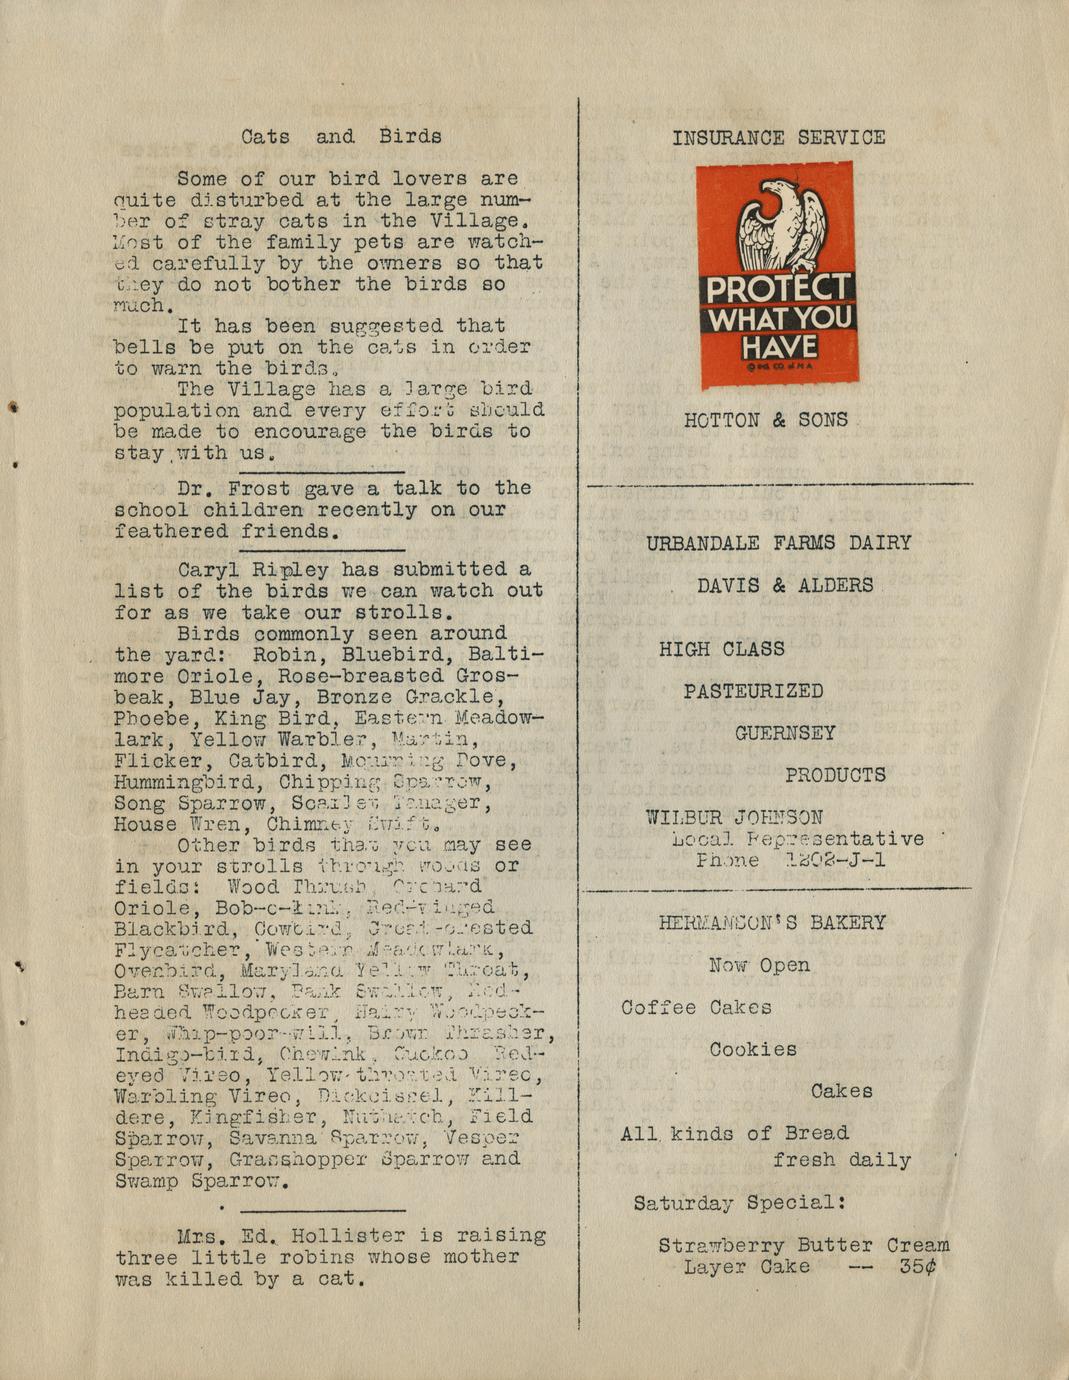 Cats and Birds
Some of our bird lovers are
quite disturbed at the large num-
ber of stray cats in the Village.
Most of the family pets are watch-
ed carefully by the owners so that
they do not bother the birds so
much.
It has been suggested that
bells be put on the cats in order
to warn the birds.
The Village has a large bird
population and every effort should
be made to encourage the birds to
stay with us.
Dr. Frost gave a talk to the
school children recently on our
feathered friends.
Caryl Ripley has submitted a
list of the birds we can watch out
for as we take our strolls.
Birds commonly seen around
the yard: Robin, Bluebird, Balti-
more Oriole, Rose-breasted Gros-
beak, Blue Jay, Bronze Grackle,
Phoebe, King Bird, Eastern Meadow-
lark, Yellow Warbler, Martin,
Flicker, Catbird, Mourning Dove,
Hummingbird, Chipping Sparrow,
Song Sparrow, Scarlet Tanager,
House Wren, Chimney Swift.
Other birds that you may see
in your strolls through woods or
fields: Wood Thrush, Orchard
Oriole, Bob-o-link, Red-winged
Blackbird, Cowbird, Great-crested
Flycatcher, Western Meadowlark,
Ovenbird, Maryland Yellow Throat,
Barn Swallow, Bank Swallow, Red-
headed Woodpecker, Hairy Woodpeck-
er, Whip-poor-will, Brown Thrasher,
Indigo-bird, Chewink, Cuckoo Red-
eyed Vireo, Yellow-throated Vireo,
Warbling Vireo, Dickcissel, Kill-
dere, Kingfisher, Nuthatch, Field
Sparrow, Savanna Sparrow, Vesper
Sparrow, Grasshopper Sparrow and
Swamp Sparrow.
Mrs. Ed. Hollister is raising
three little robins whose mother
was killed by a cat.
INSURANCE SERVICE
PROTECT
WHAT YOU
HAVE
HOTTON & SONS
URBANDALE FARMS DAIRY
DAVIS & ALDERS
HIGH CLASS
PASTEURIZED
GUERNSEY
PRODUCTS
WILBUR JOHNSON
Local Representative
Phone
HERMANSON'S BAKERY
Now Open
Coffee Cakes
Cookies
Cakes
All kinds of Bread
fresh daily
Saturday Special:
Strawberry Butter Cream
Layer Cake -- 35¢